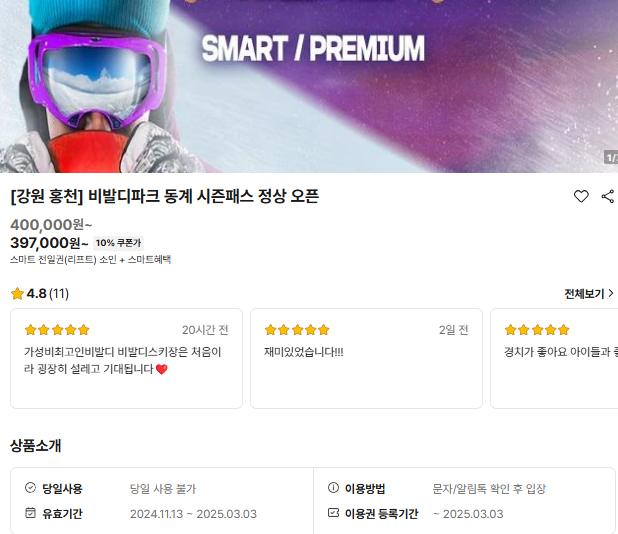 SMART / PREMIUM
1/
[강원 홍천] 비발디파크 동계 시즌패스 정상 오픈
400,000원~
397,000원~ 10% 쿠폰가
스마트 전일권(리프트) 소인 + 스마트혜택
4.8 (11) 전체보기 >
20시간 전
가성비최고인비발디 비발디스키장은 처음이
라 굉장히 설레고 기대됩니다❤️
2일 전
재미있었습니다!!!
경치가 좋아요 아이들과
상품소개
당일사용 당일 사용 불가
이용방법 문자/알림톡 확인 후 입장
유효기간 2024.11.13 ~ 2025.03.03
이용권 등록기간 ~ 2025.03.03